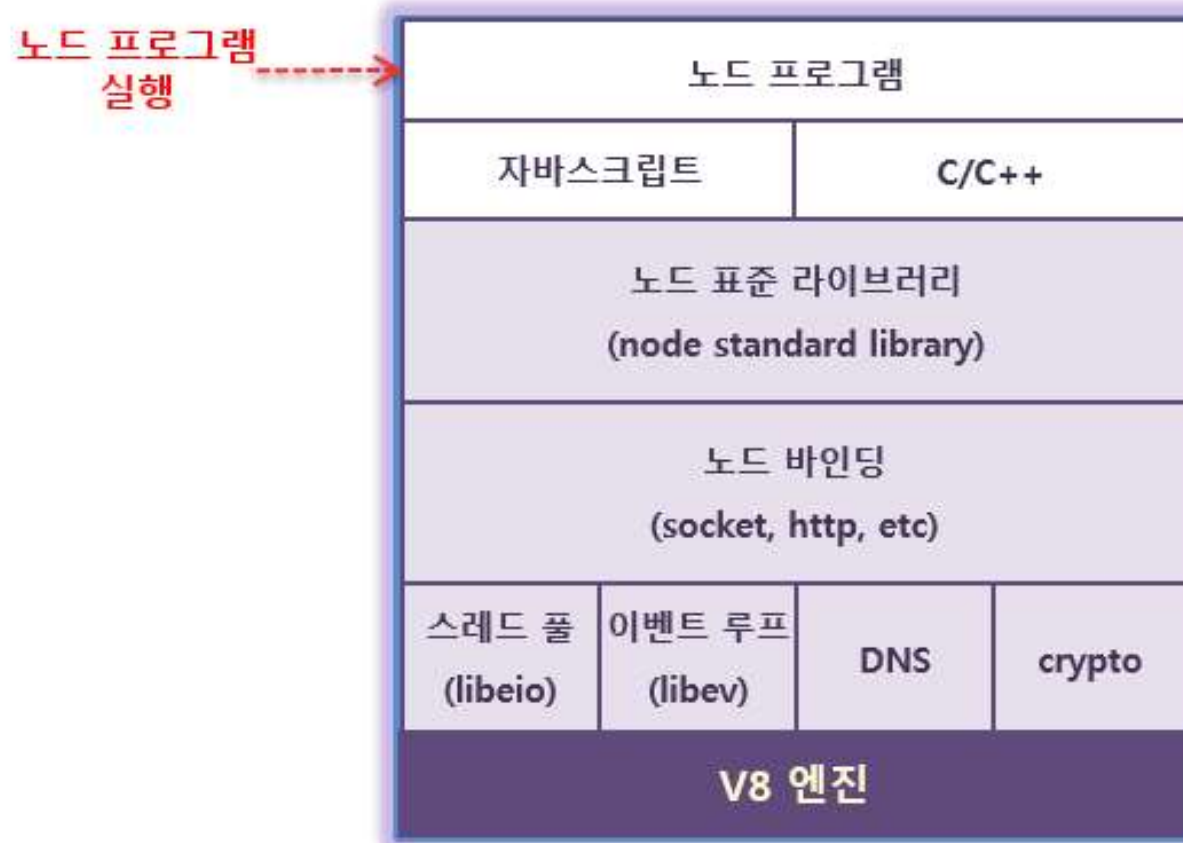 노드 프로그램
실행
노드 프로그램
자바스크립트
C/C++
노드 표준 라이브러리
(node standard library)
노드 바인딩
(socket, http, etc)
스레드 풀
(libeio)
이벤트 루프
(libev)
DNS
crypto
V8 엔진